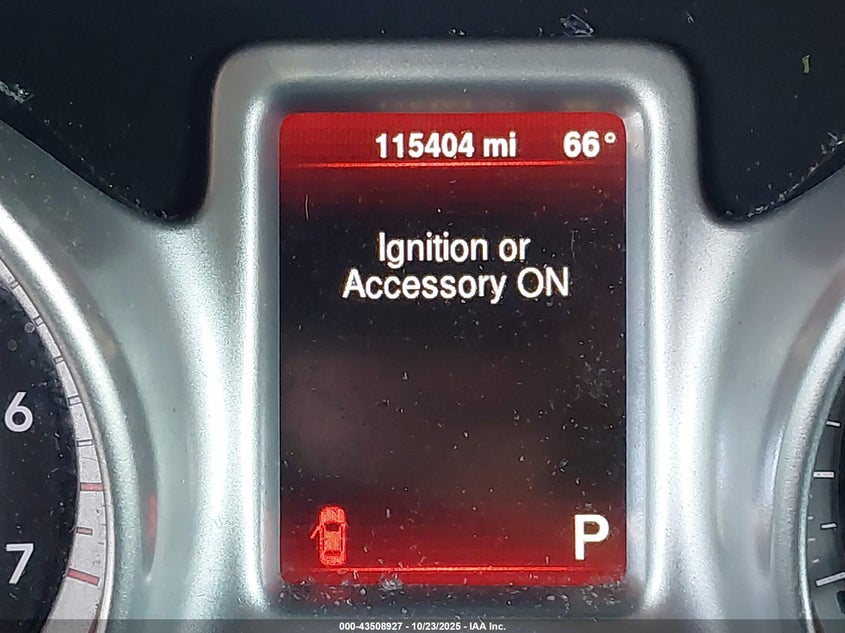 115404 mi 66°
Ignition or
Accessory ON
6
7
P
000-43508927 - 10/23/2025 - IAA Inc.